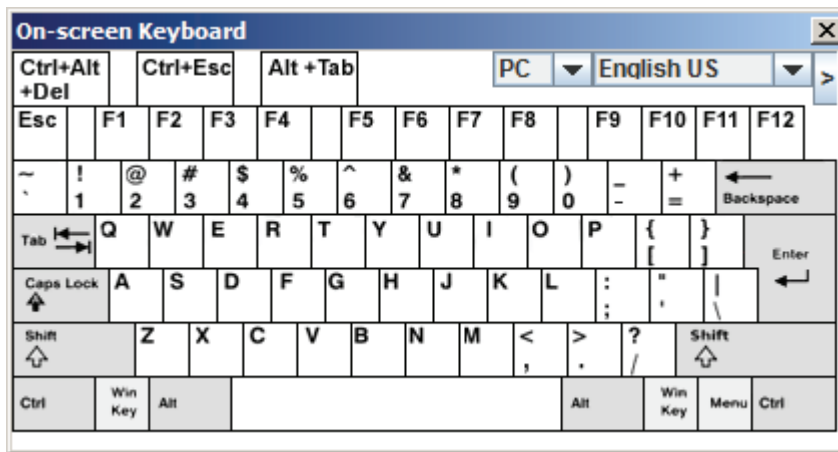 On-screen Keyboard
Ctrl+Alt +Del Ctrl+Esc Alt +Tab PC English US >
Esc F1 F2 F3 F4 F5 F6 F7 F8 F9 F10 F11 F12
~ ! @ # $ % ^ & * ( ) _ +
` 1 2 3 4 5 6 7 8 9 0 - = Backspace
Tab Q W E R T Y U I O P { }
[ ] Enter
Caps Lock A S D F G H J K L : " |
; ' \
Shift Z X C V B N M < > ? Shift
, . /
Ctrl Win Key Alt Alt Win Key Menu Ctrl